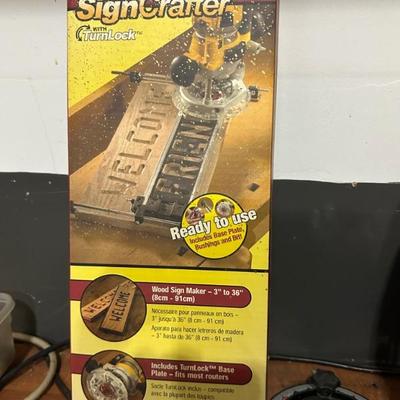 SignCrafter
WITH
TurnLock™
WELCOME
FRIEN
Ready to use
Includes Base Plate,
Bushings and Bit!
WELCOME
Wood Sign Maker – 3" to 36"
(8cm - 91cm)
Nécessaire pour panneaux en bois –
3" jusqu'à 36" (8 cm - 91 cm)
Aparato para hacer letreros de madera
– 3" hasta de 36" (8 cm - 91 cm)
Includes TurnLock™ Base
Plate – fits most routers
Socle TurnLock inclus – compatible
avec la plupart des toupies